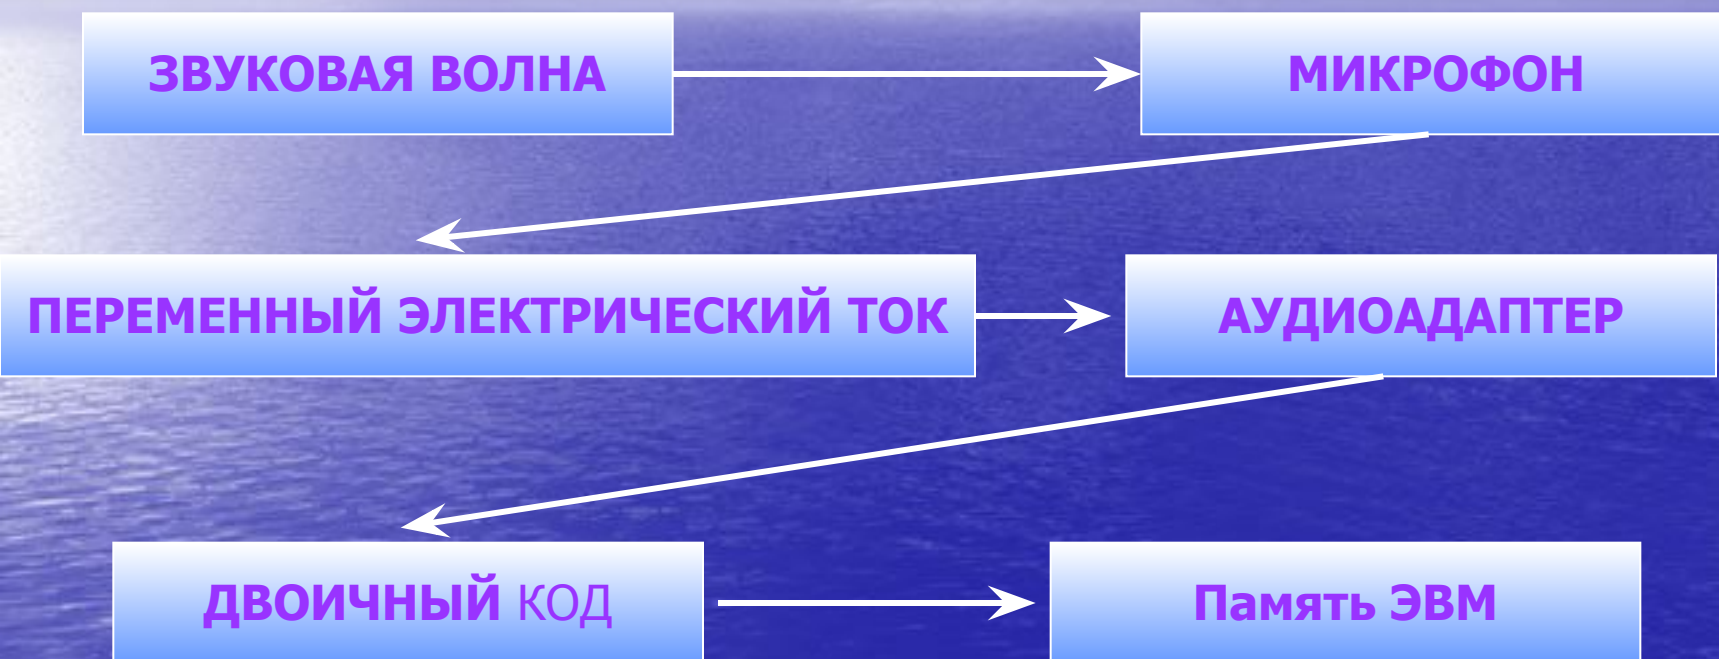 ЗВУКОВАЯ ВОЛНА
МИКРОФОН
ПЕРЕМЕННЫЙ ЭЛЕКТРИЧЕСКИЙ ТОК
АУДИОАДАПТЕР
ДВОИЧНЫЙ КОД
Память ЭВМ